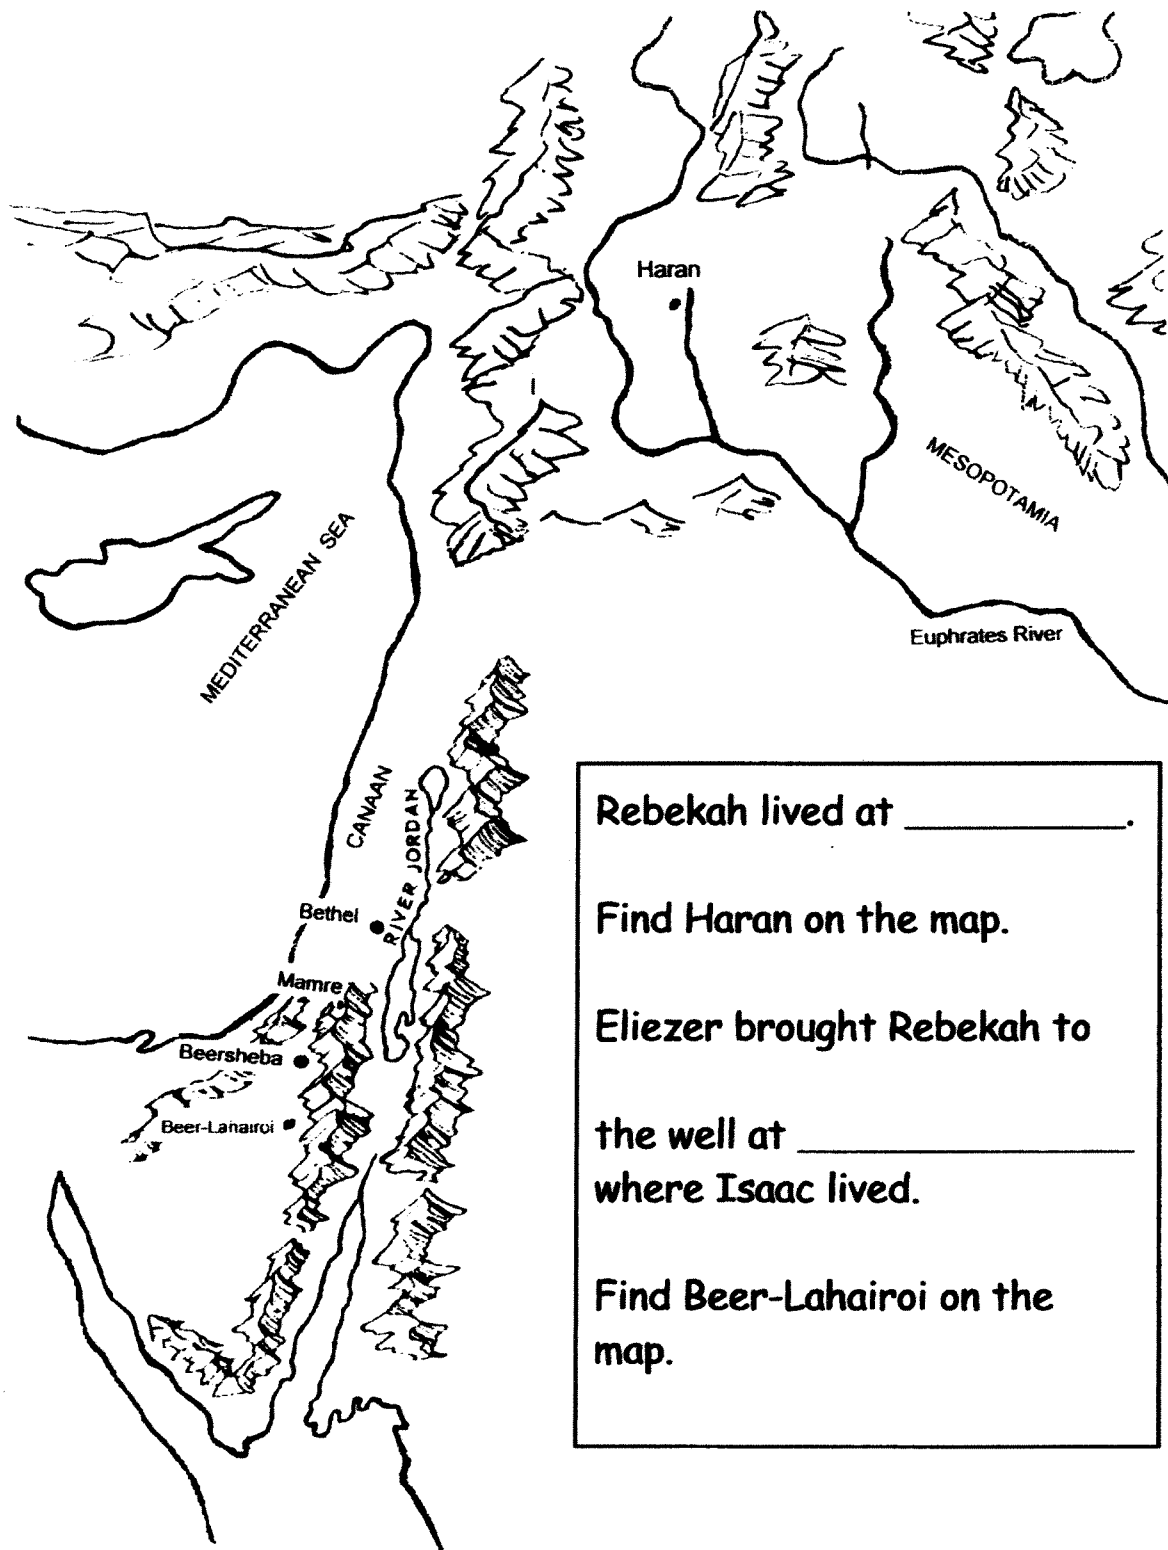 Haran
MESOPOTAMIA
MEDITERRANEAN SEA
Euphrates River
CANAAN
RIVER JORDAN
Bethel
Mamre
Beersheba
Beer-Lahairoi
Rebekah lived at ____________.
Find Haran on the map.
Eliezer brought Rebekah to
the well at __________________
where Isaac lived.
Find Beer-Lahairoi on the
map.